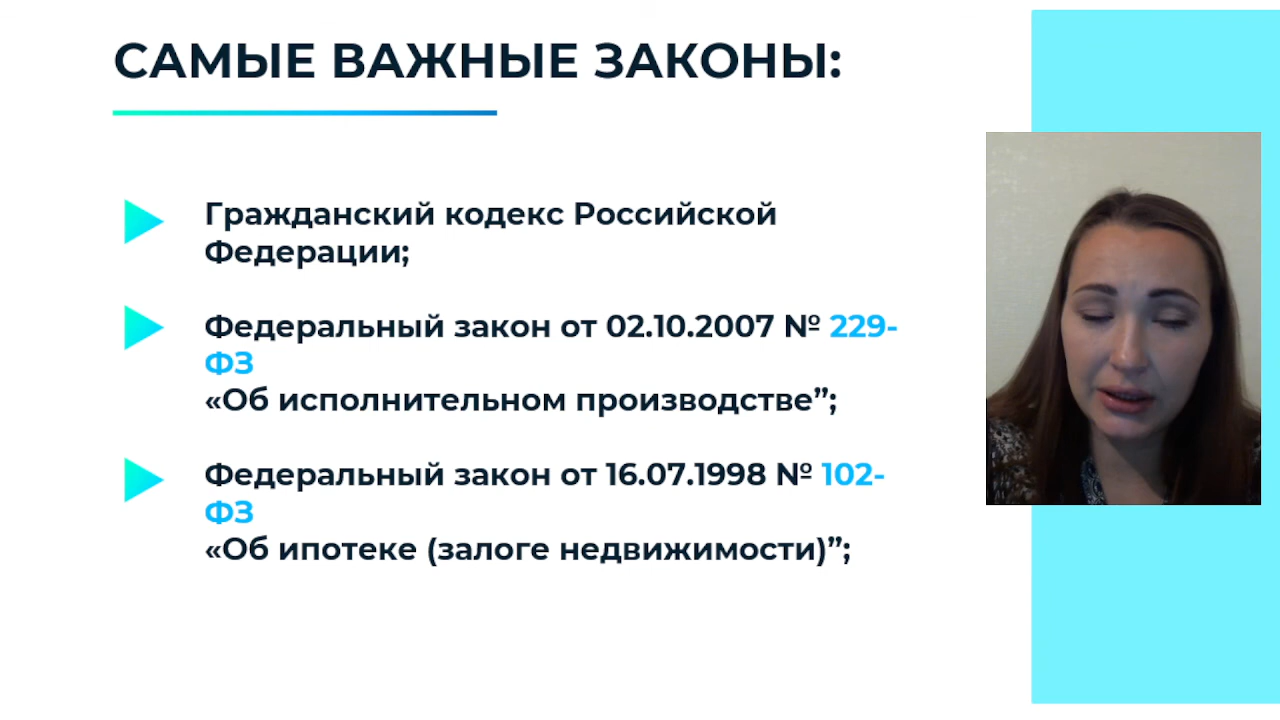 САМЫЕ ВАЖНЫЕ ЗАКОНЫ:
Гражданский кодекс Российской
Федерации;
Федеральный закон от 02.10.2007 № 229-
ФЗ
«Об исполнительном производстве”;
Федеральный закон от 16.07.1998 № 102-
ФЗ
«Об ипотеке (залоге недвижимости)”;